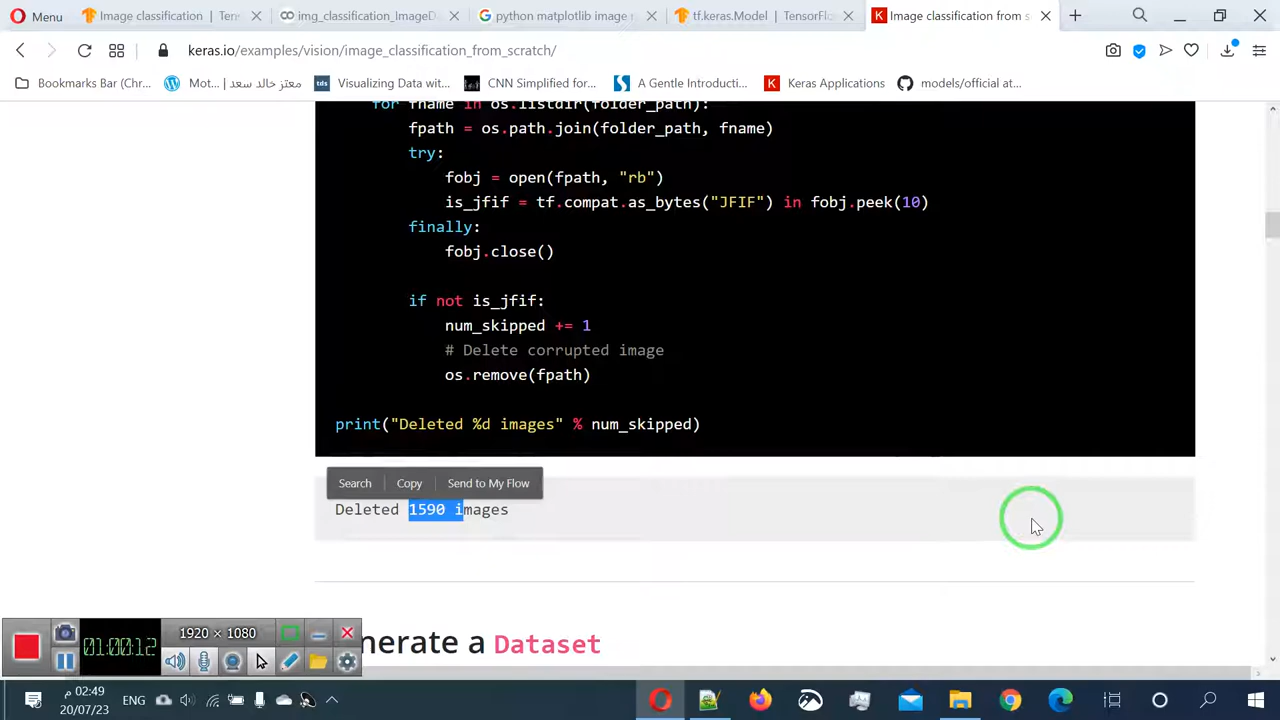 Menu
Image classification | Ten
img_classification_ImageD
python matplotlib image r
tf.keras.Model | TensorFlo
Image classification from s
keras.io/examples/vision/image_classification_from_scratch/
Bookmarks Bar (Chr...
معتز خالد سعد | Mot...
Visualizing Data wit...
CNN Simplified for...
A Gentle Introducti...
Keras Applications
models/official at...
for fname in os.listdir(folder_path):
fpath = os.path.join(folder_path, fname)
try:
fobj = open(fpath, "rb")
is_jfif = tf.compat.as_bytes("JFIF") in fobj.peek(10)
finally:
fobj.close()
if not is_jfif:
num_skipped += 1
# Delete corrupted image
os.remove(fpath)
print("Deleted %d images" % num_skipped)
Search
Copy
Send to My Flow
Deleted 1590 images
nerate a Dataset
01:00:12
1920 × 1080
ENG
02:49 م
20/07/23